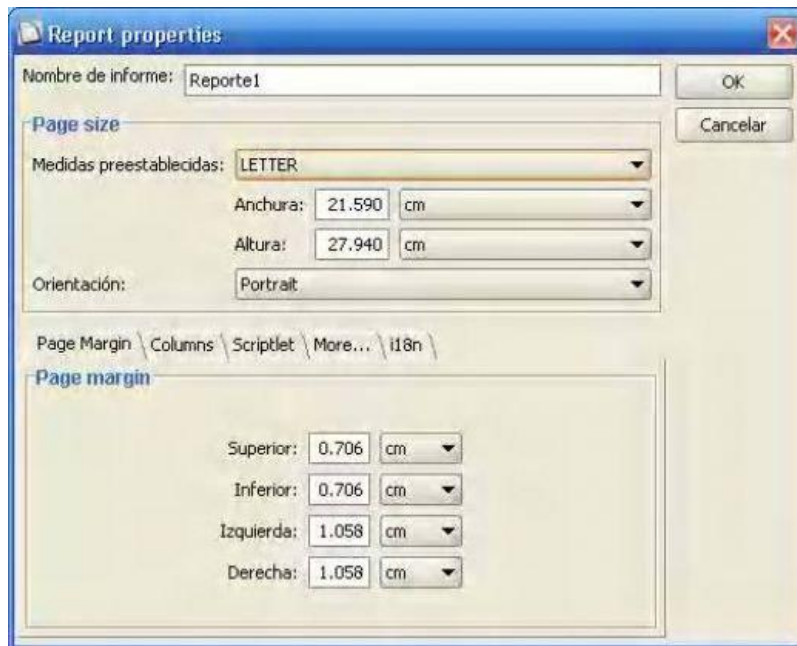 Report properties
Nombre de informe: Reporte1
OK
Page size
Cancelar
Medidas preestablecidas: LETTER
Anchura: 21.590 cm
Altura: 27.940 cm
Orientación: Portrait
Page Margin \ Columns \ Scriptlet \ More... \ i18n \
Page margin
Superior: 0.706 cm
Inferior: 0.706 cm
Izquierda: 1.058 cm
Derecha: 1.058 cm